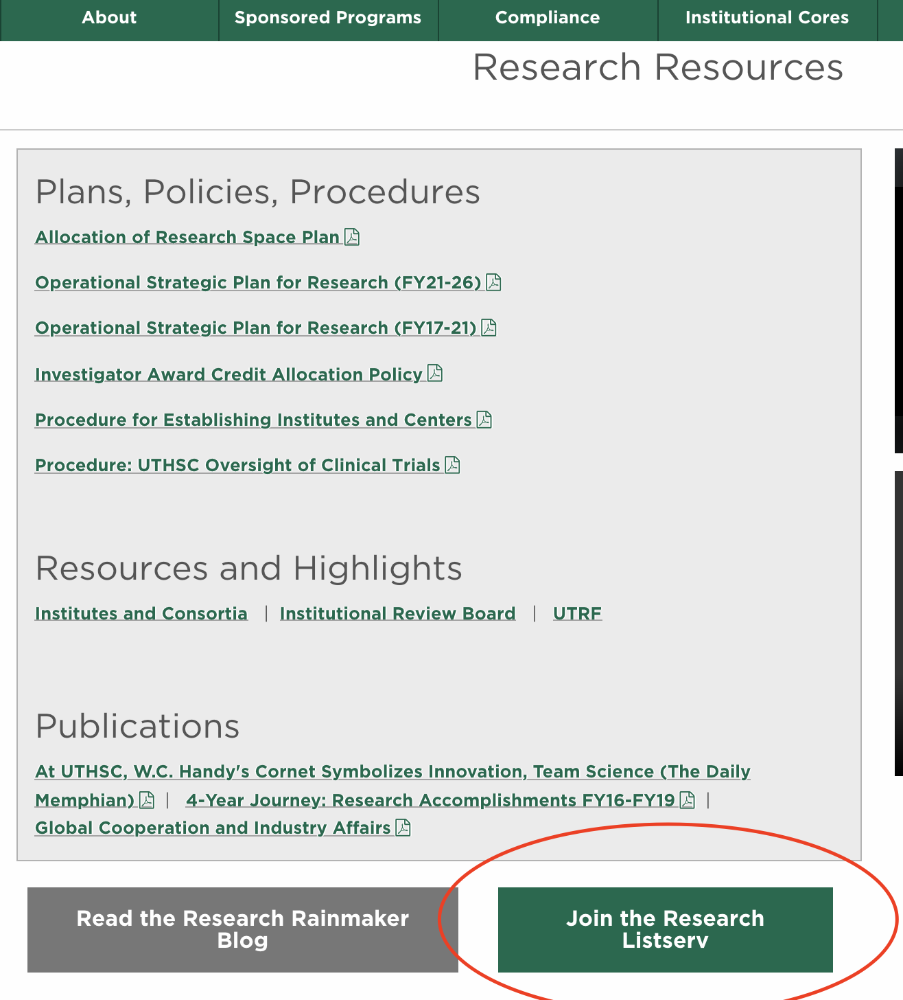 About
Sponsored Programs
Compliance
Institutional Cores
Research Resources
Plans, Policies, Procedures
Allocation of Research Space Plan
Operational Strategic Plan for Research (FY21-26)
Operational Strategic Plan for Research (FY17-21)
Investigator Award Credit Allocation Policy
Procedure for Establishing Institutes and Centers
Procedure: UTHSC Oversight of Clinical Trials
Resources and Highlights
Institutes and Consortia | Institutional Review Board | UTRF
Publications
At UTHSC, W.C. Handy's Cornet Symbolizes Innovation, Team Science (The Daily
Memphian) | 4-Year Journey: Research Accomplishments FY16-FY19 |
Global Cooperation and Industry Affairs
Read the Research Rainmaker
Blog
Join the Research
Listserv